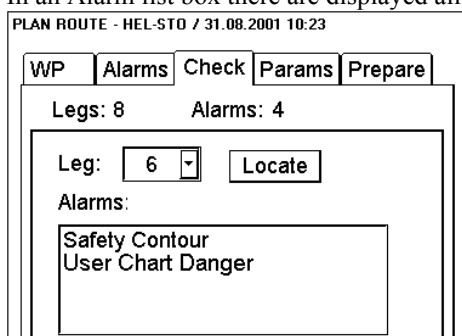 In an Alarm list box there are displayed all
PLAN ROUTE - HEL-STO / 31.08.2001 10:23
WP Alarms Check Params Prepare
Legs: 8 Alarms: 4
Leg: 6 Locate
Alarms:
Safety Contour
User Chart Danger